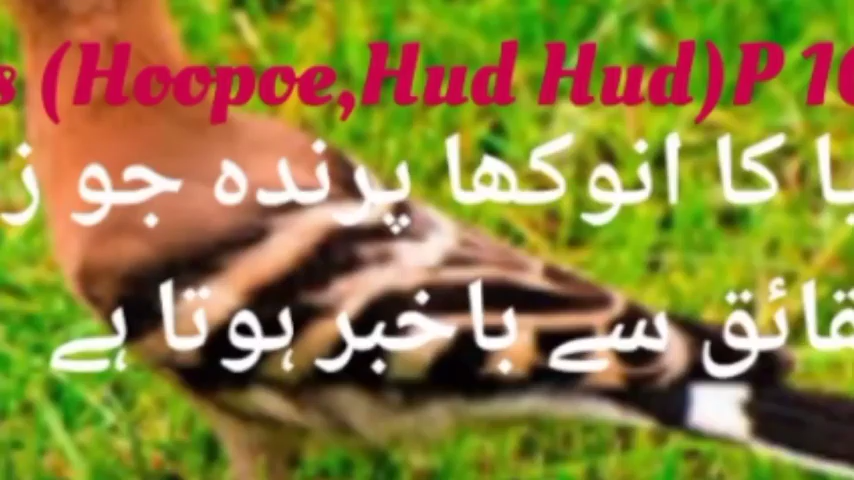 s (Hoopoe,Hud Hud)P 10
یا کا انوکھا پرندہ جو ز
قائق سے باخبر ہوتا ہے